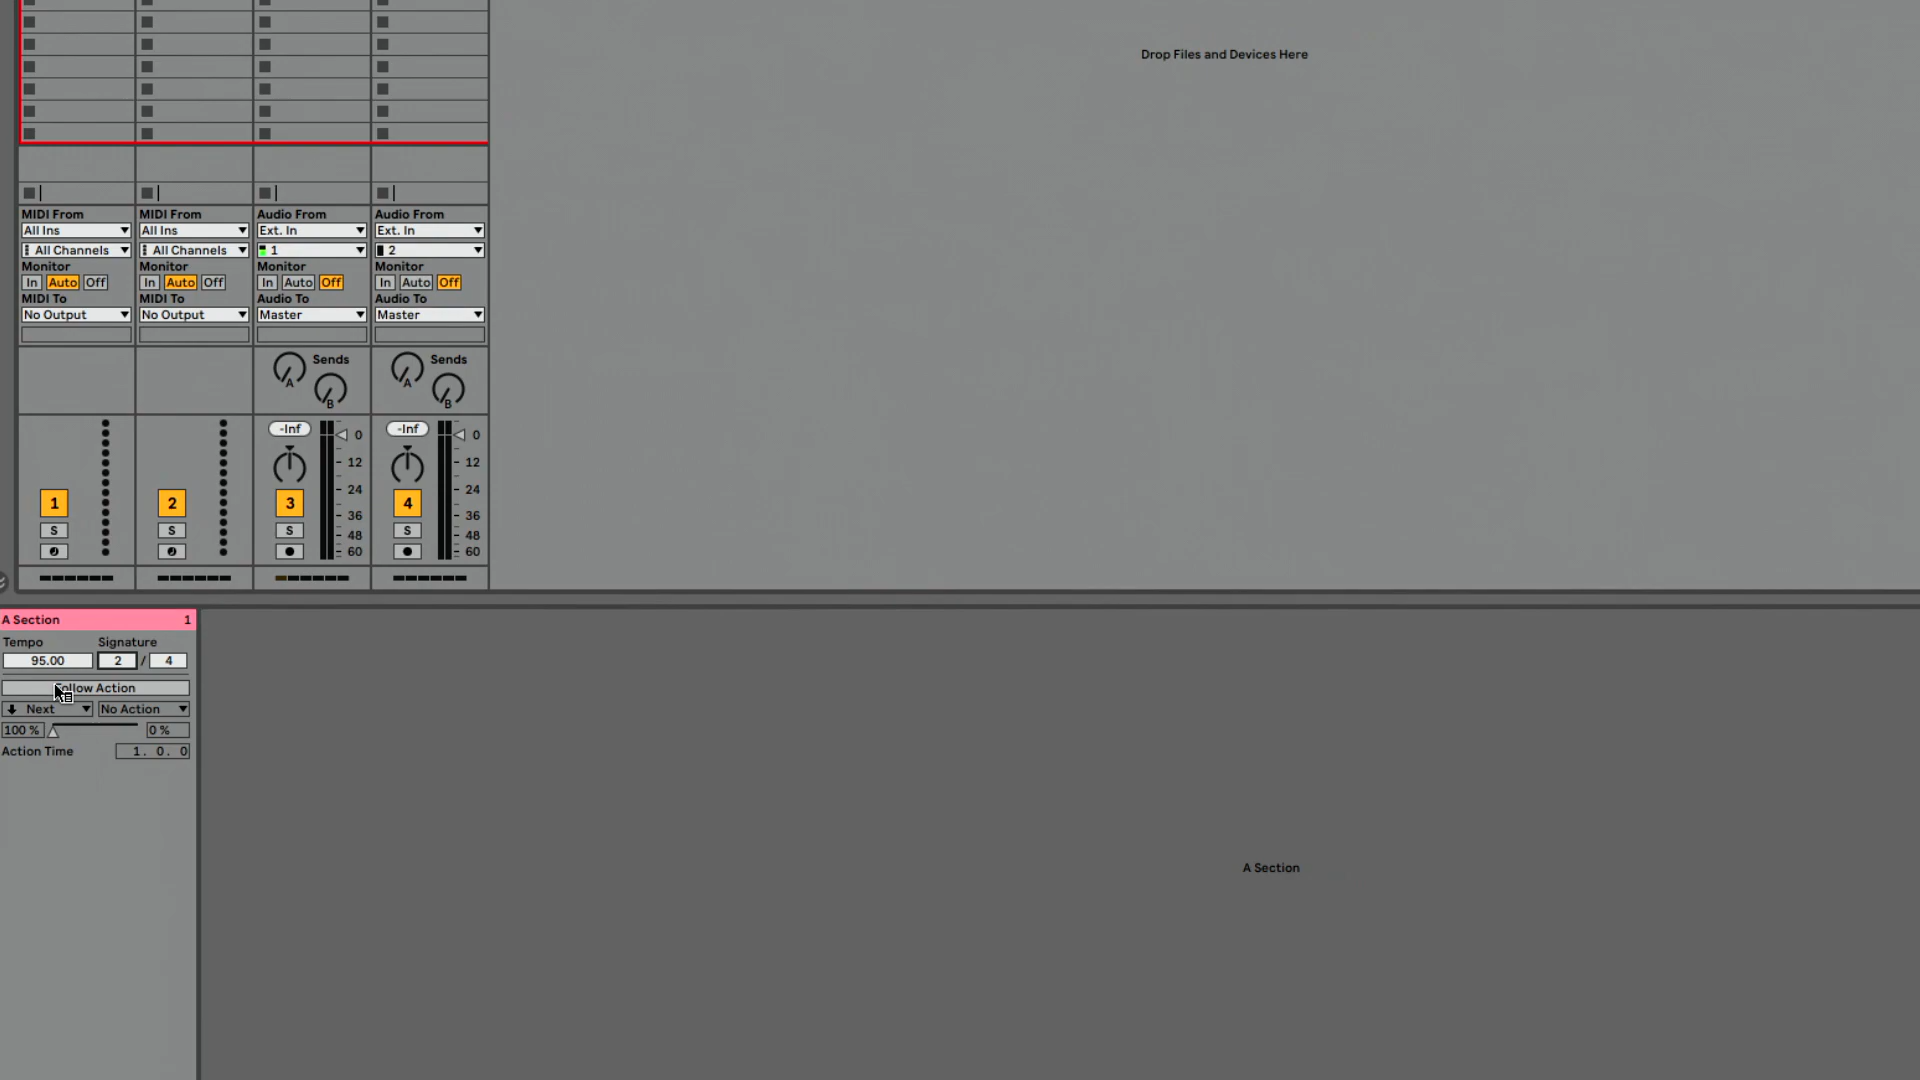 Drop Files and Devices Here
MIDI From MIDI From Audio From Audio From
All Ins All Ins Ext. In Ext. In
All Channels All Channels 1 2
Monitor Monitor Monitor Monitor
In Auto Off In Auto Off In Auto Off In Auto Off
MIDI To MIDI To Audio To Audio To
No Output No Output Master Master
Sends Sends
A A
B B
-Inf 0 -Inf 0
12 12
24 24
1 2 3 4
36 36
S S S S
48 48
60 60
A Section 1
Tempo Signature
95.00 2 / 4
ollow Action
Next No Action
100 % 0 %
Action Time 1. 0. 0
A Section